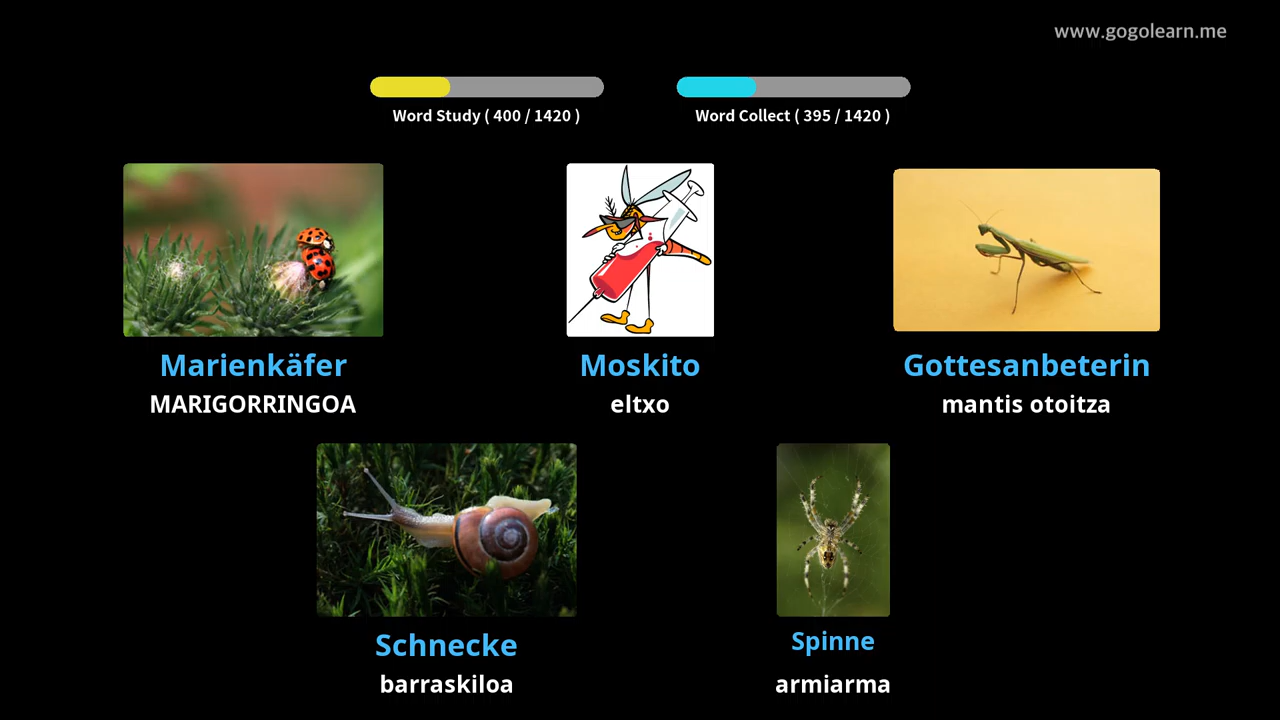 www.gogolearn.me
Word Study ( 400 / 1420 )
Word Collect ( 395 / 1420 )
Marienkäfer
MARIGORRINGOA
Moskito
eltxo
Gottesanbeterin
mantis otoitza
Schnecke
barraskiloa
Spinne
armiarma